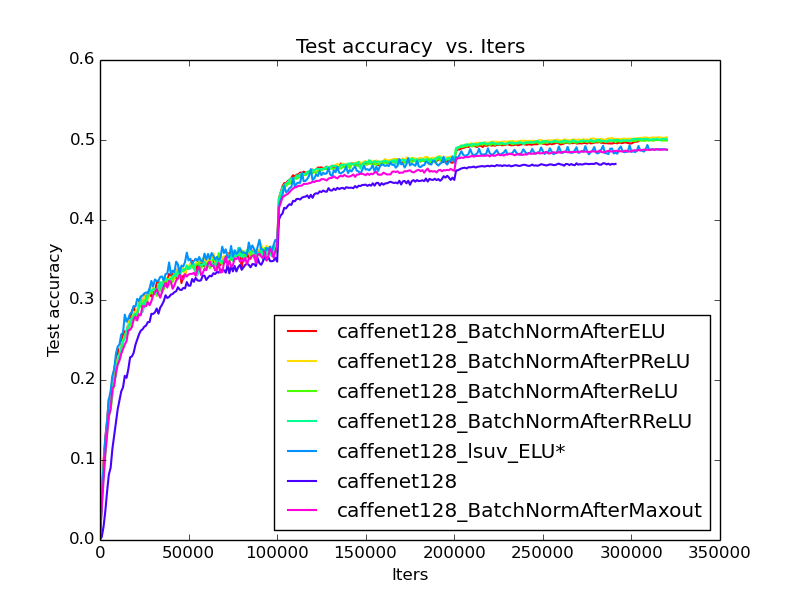 Test accuracy  vs. Iters
Test accuracy
0.6
0.5
0.4
0.3
0.2
0.1
0.0
caffenet128_BatchNormAfterELU
caffenet128_BatchNormAfterPReLU
caffenet128_BatchNormAfterReLU
caffenet128_BatchNormAfterRReLU
caffenet128_lsuv_ELU*
caffenet128
caffenet128_BatchNormAfterMaxout
0 50000 100000 150000 200000 250000 300000 350000
Iters